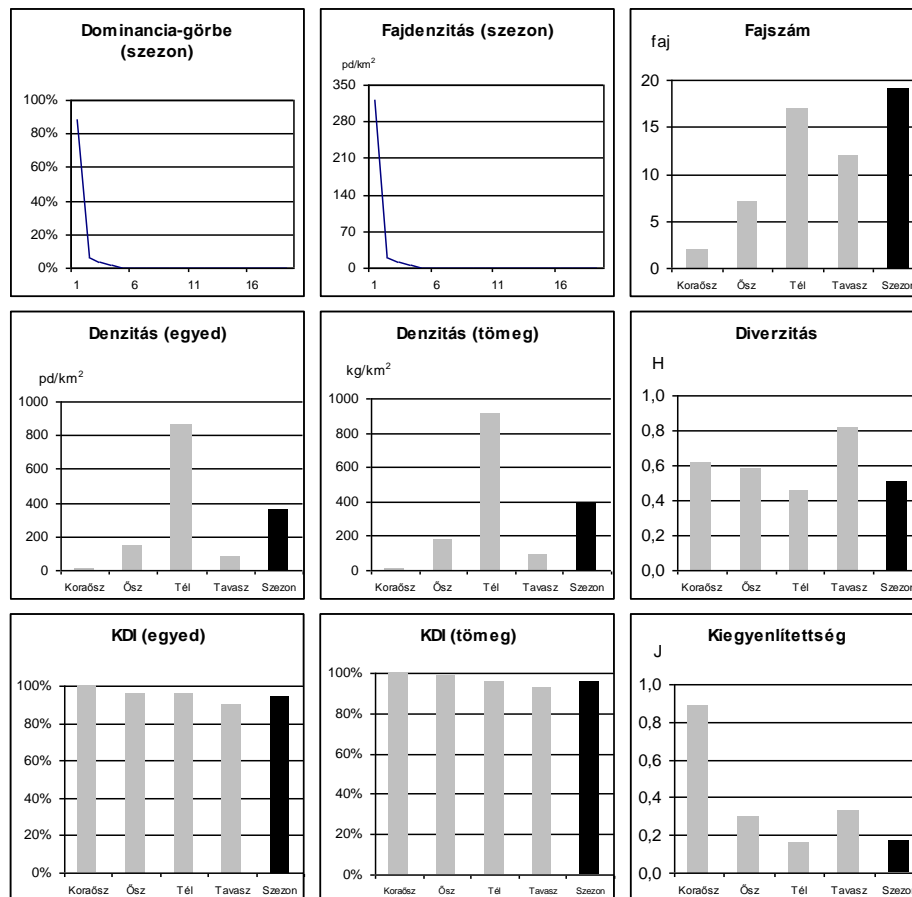 Dominancia-görbe
(szezon)
100%
80%
60%
40%
20%
0%
1 6 11 16
Fajdenzitás (szezon)
pd/km²
350
280
210
140
70
0
1 6 11 16
Fajszám
faj
20
15
10
5
0
Koraősz Ősz Tél Tavasz Szezon
Denzitás (egyed)
pd/km²
1000
800
600
400
200
0
Koraősz Ősz Tél Tavasz Szezon
Denzitás (tömeg)
kg/km²
1000
800
600
400
200
0
Koraősz Ősz Tél Tavasz Szezon
Diverzitás
H
1,0
0,8
0,6
0,4
0,2
0,0
Koraősz Ősz Tél Tavasz Szezon
KDI (egyed)
100%
80%
60%
40%
20%
0%
Koraősz Ősz Tél Tavasz Szezon
KDI (tömeg)
100%
80%
60%
40%
20%
0%
Koraősz Ősz Tél Tavasz Szezon
Kiegyenlítettség
J
1,0
0,8
0,6
0,4
0,2
0,0
Koraősz Ősz Tél Tavasz Szezon